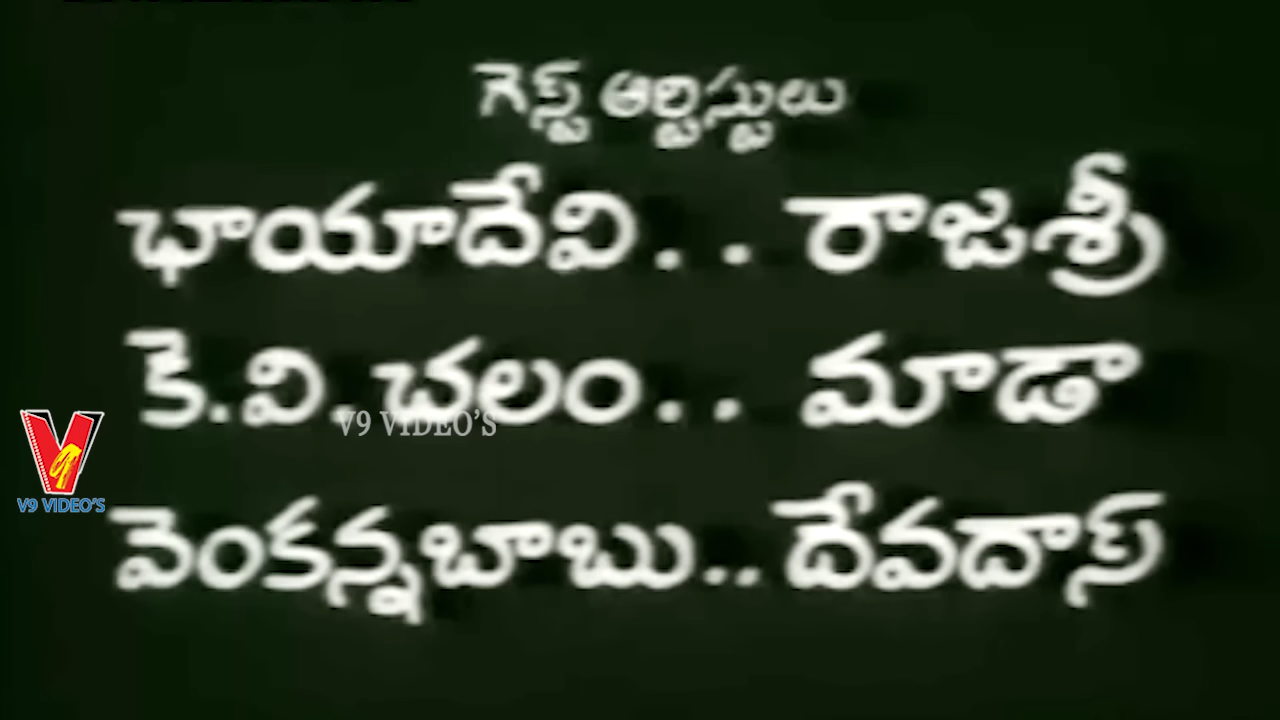 గెస్ట్ ఆర్టిస్టులు
ఛాయాదేవి.. రాజశ్రీ
కె.వి.చలం.. మాడా
V9 VIDEO'S
V9 VIDEO'S
వెంకన్నబాబు.. దేవదాస్